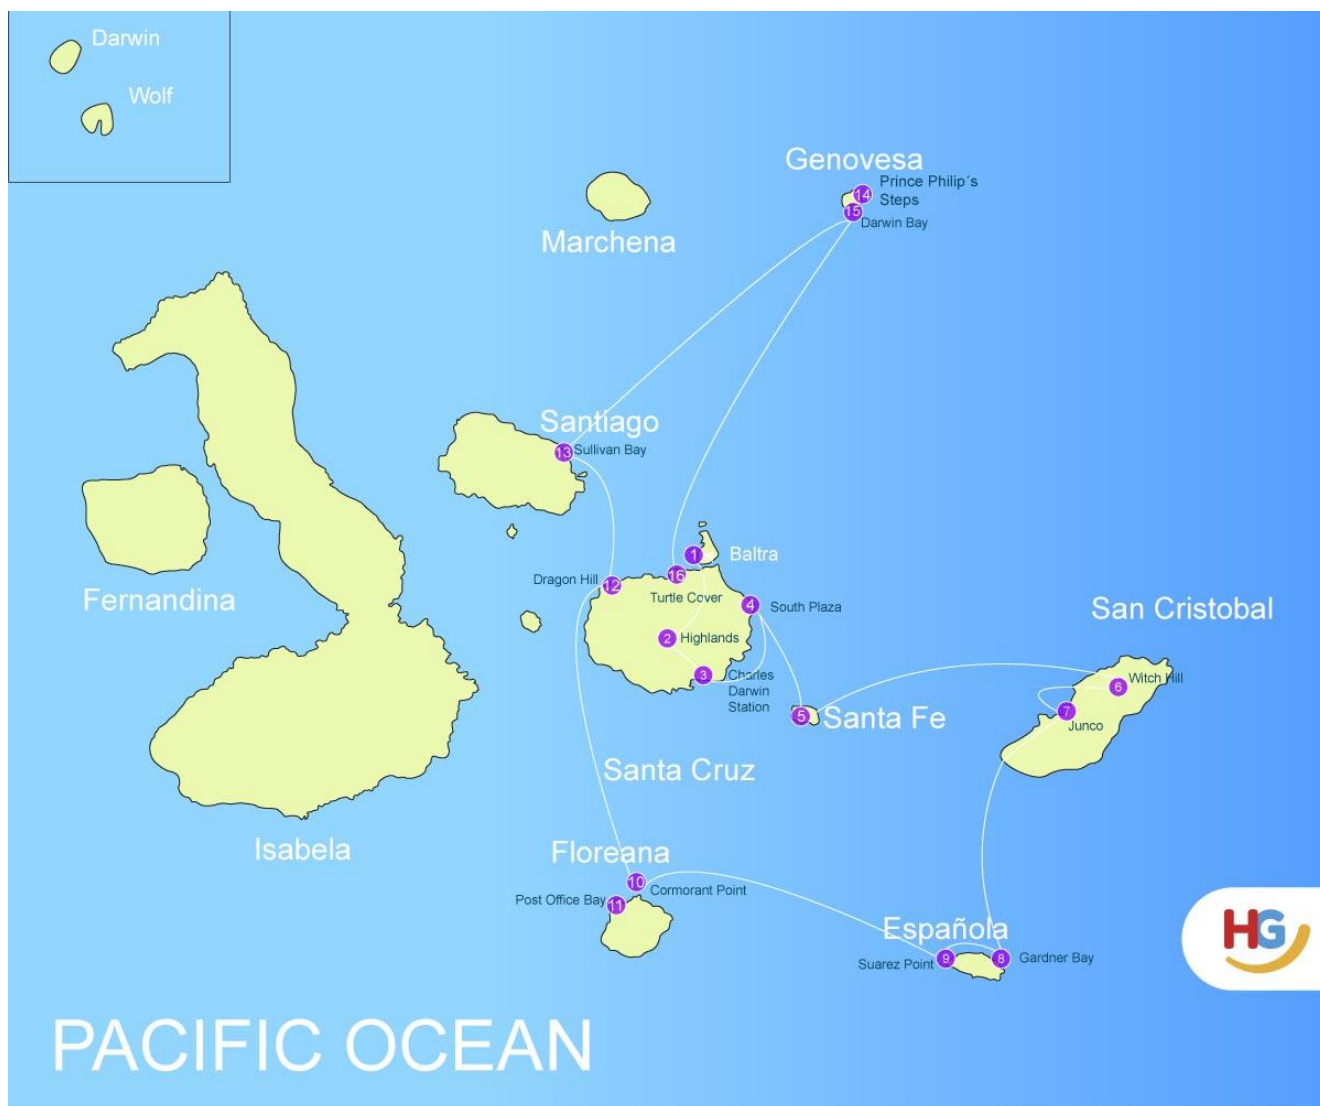 Darwin
Wolf
Genovesa
14
Prince Philip´s
Steps
15
Darwin Bay
Marchena
Santiago
13
Sullivan Bay
1
Baltra
Dragon Hill
12
16
Turtle Cover
4
South Plaza
Fernandina
2
Highlands
San Cristobal
3
Charles
Darwin
Station
6
Witch Hill
5
Santa Fe
7
Junco
Santa Cruz
Isabela
Floreana
10
Cormorant Point
Post Office Bay
11
Española
Suarez Point
9
8
Gardner Bay
HG
PACIFIC OCEAN